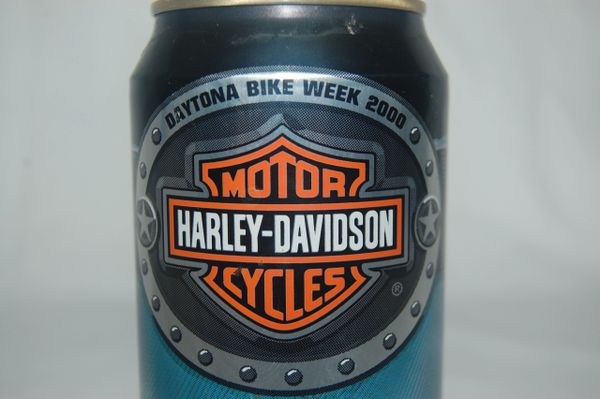 DAYTONA BIKE WEEK 2000
MOTOR
HARLEY-DAVIDSON
CYCLES
®